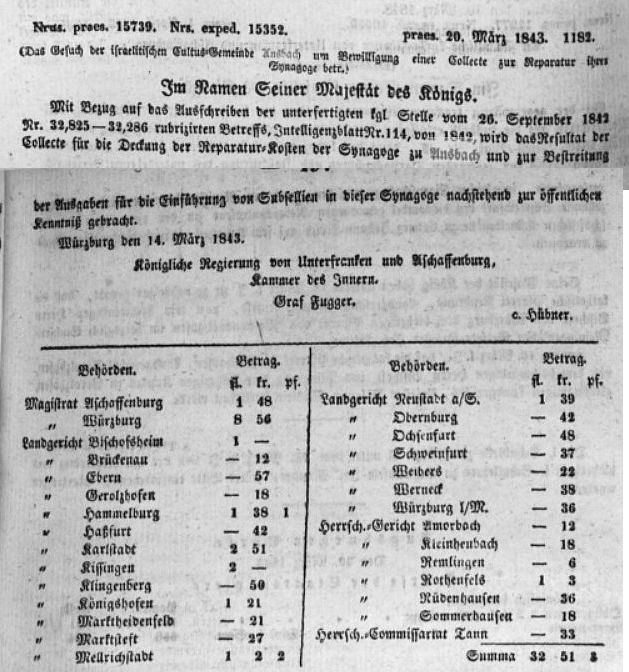 Nrus. praes. 15739. Nrs. exped. 15352. praes. 20. März 1843. 1182.
(Das Gesuch der israelitischen Cultus-Gemeinde Ansbach um Bewilligung einer Collecte zur Reparatur ihrer
Synagoge betr.)
Im Namen Seiner Majestät des Königs.
Mit Bezug auf das Ausschreiben der unterfertigten kgl. Stelle vom 26. September 1842
Nr. 32,825—32,286 rubrizirten Betreffs, Intelligenzblatt Nr. 114, von 1842, wird das Resultat der
Collecte für die Deckung der Reparatur-Kosten der Synagoge zu Ansbach und zur Bestreitung
der Ausgaben für die Einführung von Subsellien in dieser Synagoge nachstehend zur öffentlichen
Kenntniß gebracht.
Würzburg den 14. März 1843.
Königliche Regierung von Unterfranken und Aschaffenburg,
Kammer des Innern.
Graf Fugger.
c. Hübner.
Behörden. Betrag.
fl. kr. pf.
Magistrat Aschaffenburg 1 48
„ Würzburg 8 56
Landgericht Bischofsheim 1 —
„ Brückenau — 12
„ Ebern — 57
„ Gerolzhofen — 18
„ Hammelburg 1 38 1
„ Haßfurt — 42
„ Karlstadt 2 51
„ Kissingen 2 —
„ Klingenberg — 50
„ Königshofen 1 21
„ Marktheidenfeld — 21
„ Marktsteft — 27
„ Mellrichstadt 1 2 2
Behörden. Betrag.
fl. kr. pf.
Landgericht Neustadt a/S. 1 39
„ Obernburg — 42
„ Ochsenfurt — 48
„ Schweinfurt — 37
„ Weihers — 22
„ Werneck — 38
„ Würzburg l/M. — 36
Herrsch.-Gericht Amorbach — 12
„ Kleinheubach — 18
„ Remlingen — 6
„ Rothenfels 1 3
„ Rüdenhausen — 36
„ Sommerhausen — 18
Herrsch.-Commissariat Tann — 33
Summa 32 51 3